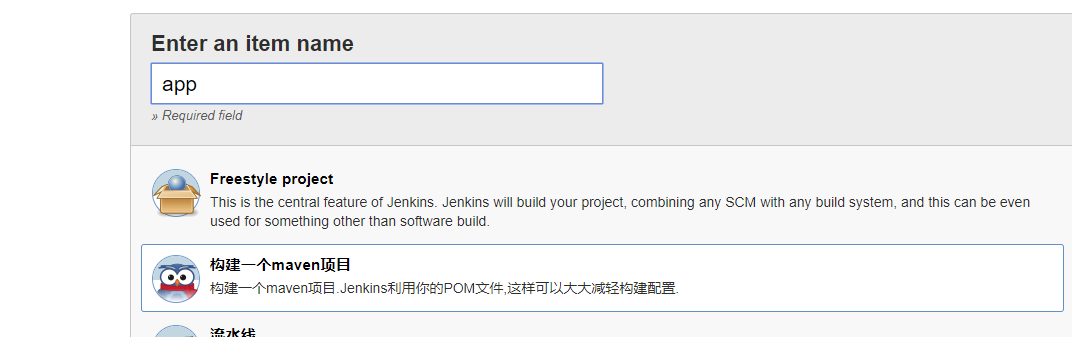 Enter an item name
app
» Required field
Freestyle project
This is the central feature of Jenkins. Jenkins will build your project, combining any SCM with any build system, and this can be even
used for something other than software build.
构建一个maven项目
构建一个maven项目.Jenkins利用你的POM文件,这样可以大大减轻构建配置.
流水线